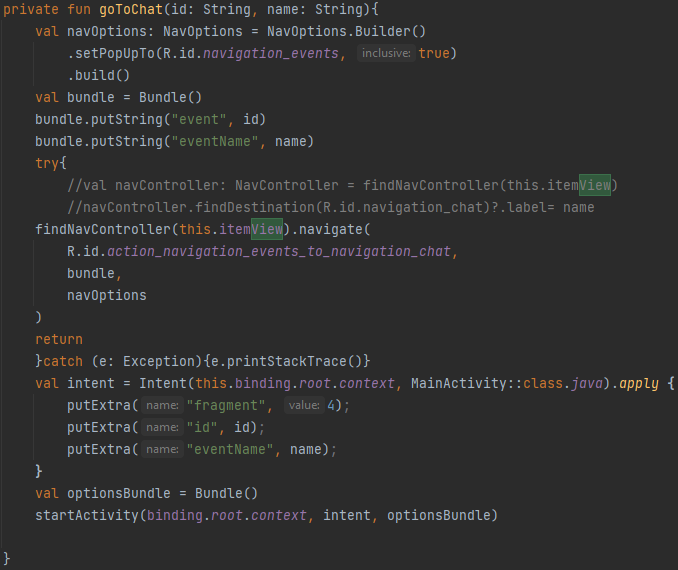 private fun goToChat(id: String, name: String){
    val navOptions: NavOptions = NavOptions.Builder()
        .setPopUpTo(R.id.navigation_events, inclusive: true)
        .build()
    val bundle = Bundle()
    bundle.putString("event", id)
    bundle.putString("eventName", name)
    try{
        //val navController: NavController = findNavController(this.itemView)
        //navController.findDestination(R.id.navigation_chat)?.label= name
    findNavController(this.itemView).navigate(
        R.id.action_navigation_events_to_navigation_chat,
        bundle,
        navOptions
    )
    return
    }catch (e: Exception){e.printStackTrace()}
    val intent = Intent(this.binding.root.context, MainActivity::class.java).apply {
        putExtra( name: "fragment", value: 4);
        putExtra( name: "id", id);
        putExtra( name: "eventName", name);
    }
    val optionsBundle = Bundle()
    startActivity(binding.root.context, intent, optionsBundle)
}